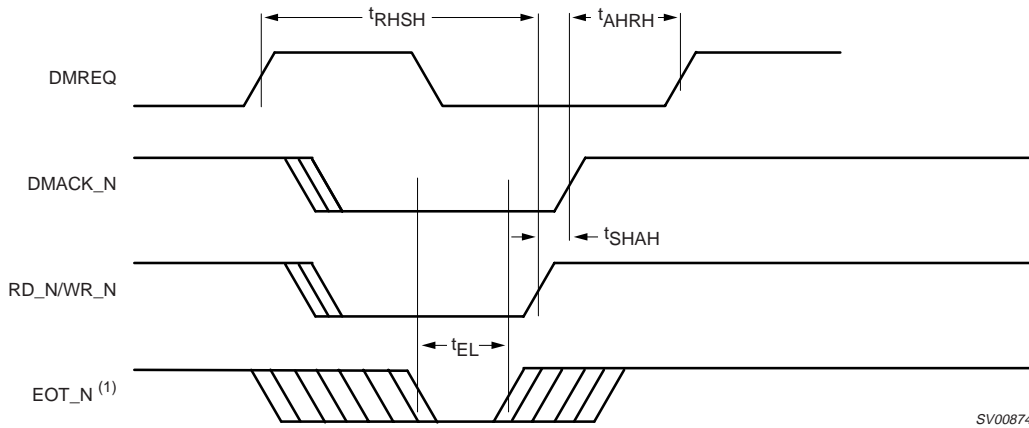 tRHSH
tAHRH
DMREQ
DMACK_N
tSHAH
RD_N/WR_N
tEL
EOT_N (1)
SV00874